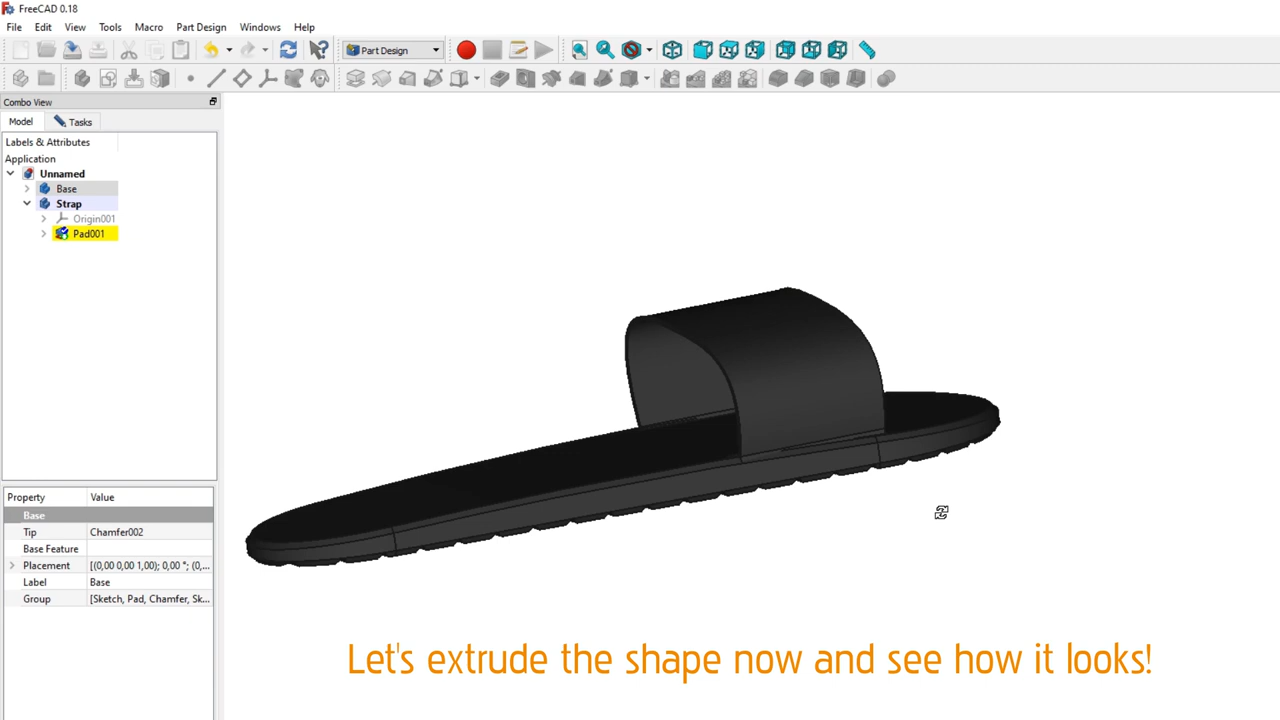 FreeCAD 0.18
File Edit View Tools Macro Part Design Windows Help
Part Design
Combo View
Model Tasks
Labels & Attributes
Application
Unnamed
Base
Strap
Origin001
Pad001
Property Value
Base
Tip Chamfer002
Base Feature
Placement [(0,00 0,00 1,00); 0,00 °; (0,...
Label Base
Group [Sketch, Pad, Chamfer, Sk...
Let's extrude the shape now and see how it looks!